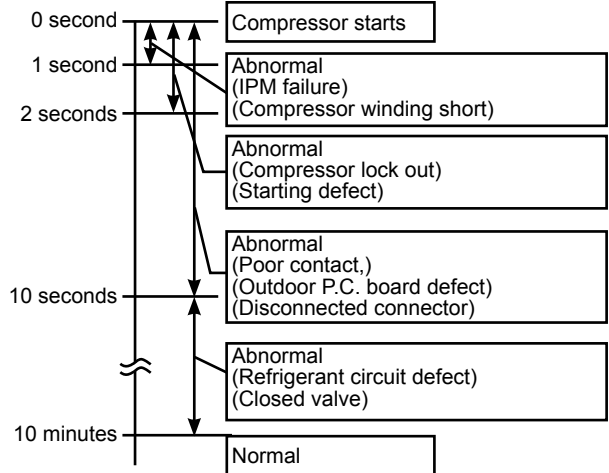 0 second
Compressor starts
1 second
Abnormal
(IPM failure)
(Compressor winding short)
2 seconds
Abnormal
(Compressor lock out)
(Starting defect)
Abnormal
(Poor contact,)
(Outdoor P.C. board defect)
(Disconnected connector)
10 seconds
Abnormal
(Refrigerant circuit defect)
(Closed valve)
10 minutes
Normal